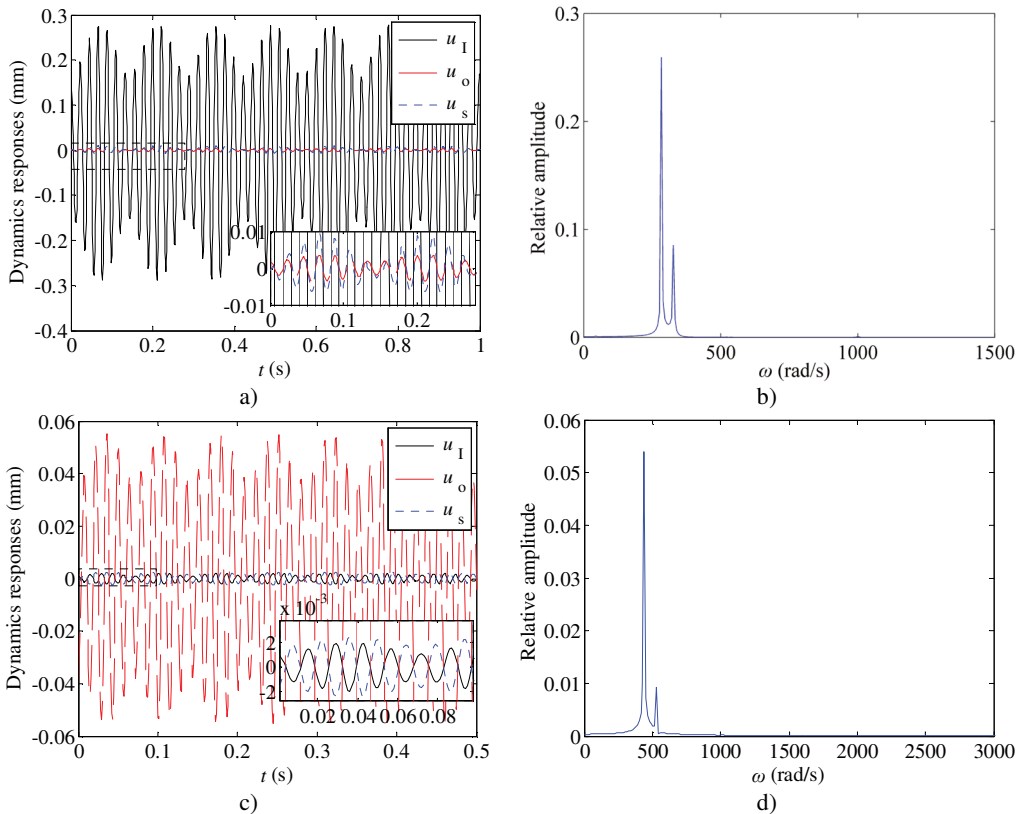 Dynamics responses (mm)
0.3
0.2
0.1
0
-0.1
-0.2
-0.3
-0.4
0 0.2 0.4 0.6 0.8 1
t (s)
u I
u o
u s
0.01
0
-0.01
0 0.1 0.2
a)
Relative amplitude
0.3
0.2
0.1
0
0 500 1000 1500
ω (rad/s)
b)
Dynamics responses (mm)
0.06
0.04
0.02
0
-0.02
-0.04
-0.06
0 0.1 0.2 0.3 0.4 0.5
t (s)
u I
u o
u s
x 10-3
2
0
-2
0.02 0.04 0.06 0.08
c)
Relative amplitude
0.06
0.05
0.04
0.03
0.02
0.01
0
0 500 1000 1500 2000 2500 3000
ω (rad/s)
d)